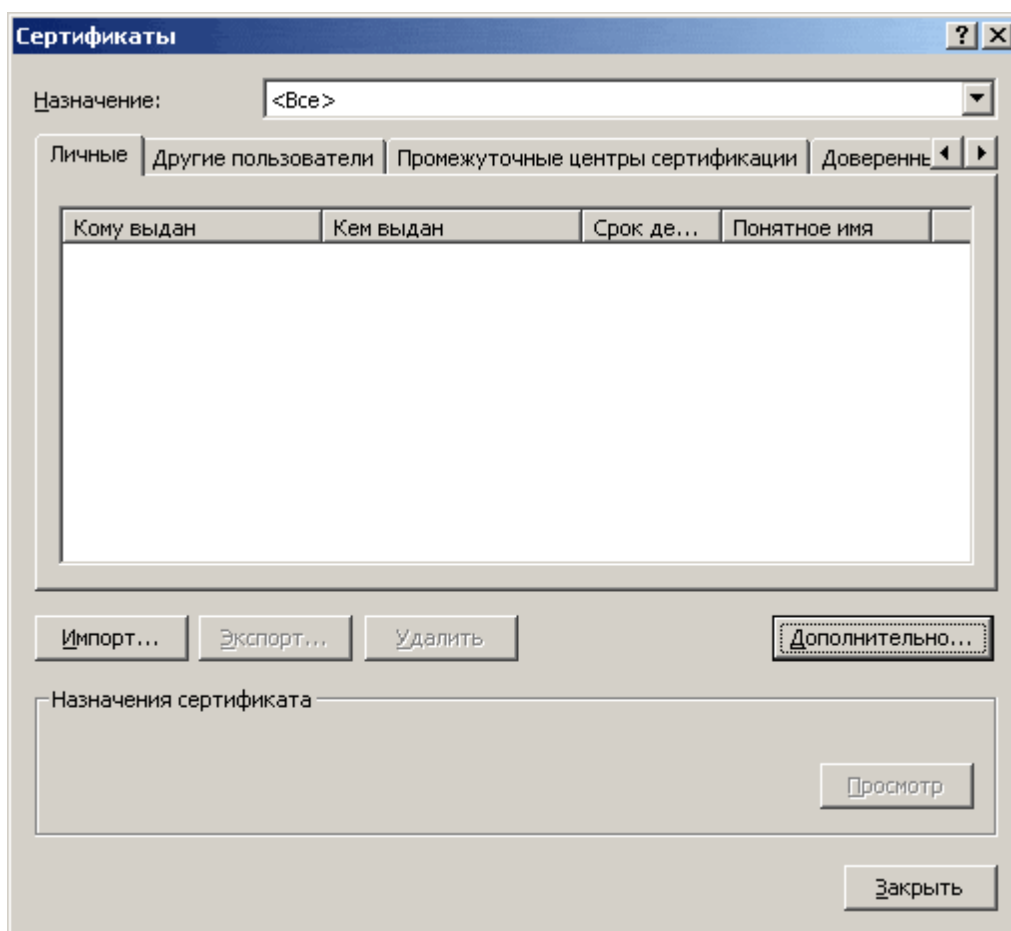 Сертификаты
Назначение: <Все>
Личные Другие пользователи Промежуточные центры сертификации Доверенны
Кому выдан Кем выдан Срок де... Понятное имя
Импорт... Экспорт... Удалить Дополнительно...
Назначения сертификата
Просмотр
Закрыть